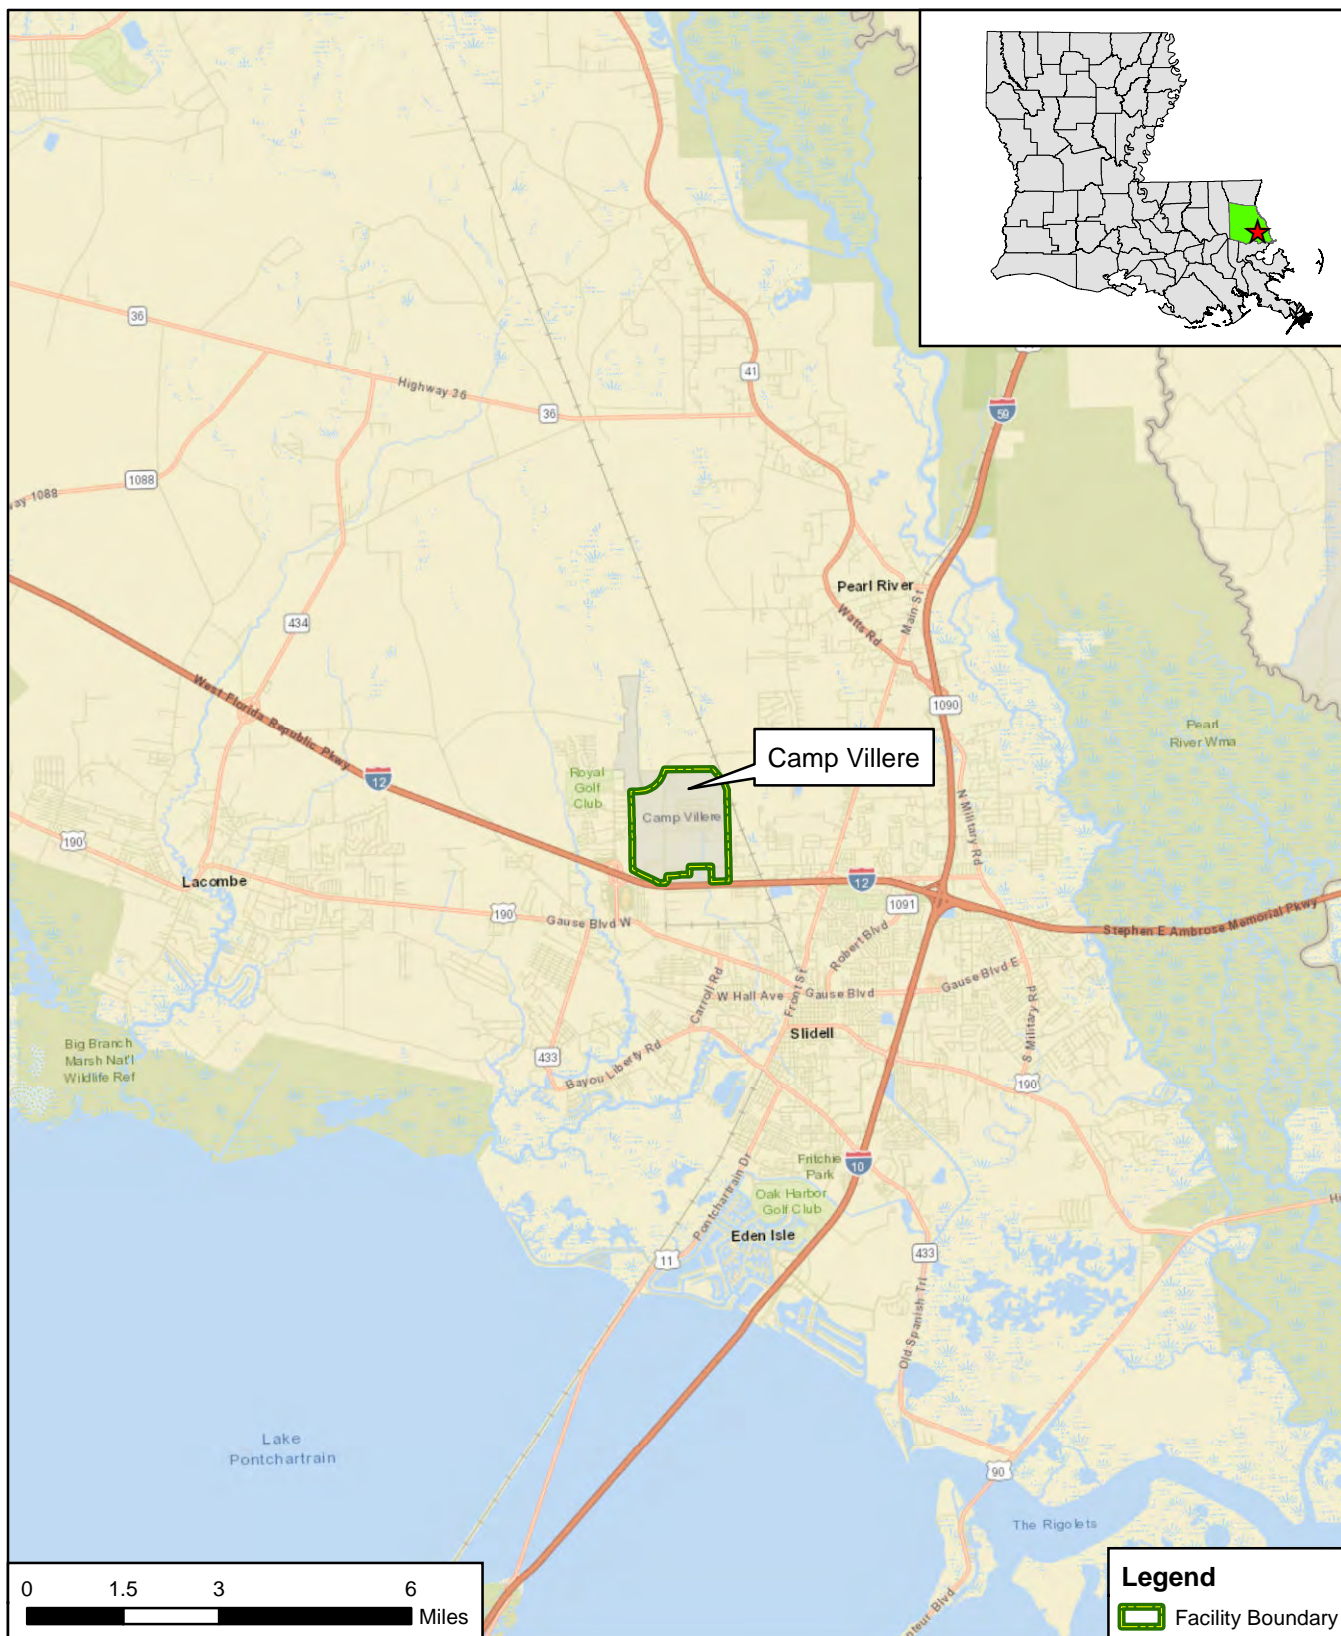 36
Highway 36
36
41
59
1088
way 1088
Pearl River
Main St
Watts Rd
434
1090
West Florida Republic Pkwy
12
Pearl
River Wma
Camp Villere
Royal
Golf
Club
Camp Villere
N Military Rd
190
Lacombe
12
190
Gause Blvd W
1091
Stephen E Ambrose Memorial Pkwy
Robert Blvd
Gause Blvd E
Carroll Rd
W Hall Ave
Front St
Gause Blvd
Slidell
S Military Rd
Big Branch
Marsh Nat'l
Wildlife Ref
433
Bayou Liberty Rd
190
Fritchie
Park
10
Pontchartrain Dr
Oak Harbor
Golf Club
Eden Isle
11
433
Hi
Old Spanish Trl
Lake
Pontchartrain
90
The Rigolets
nteur Blvd
0 1.5 3 6
Miles
Legend
Facility Boundary